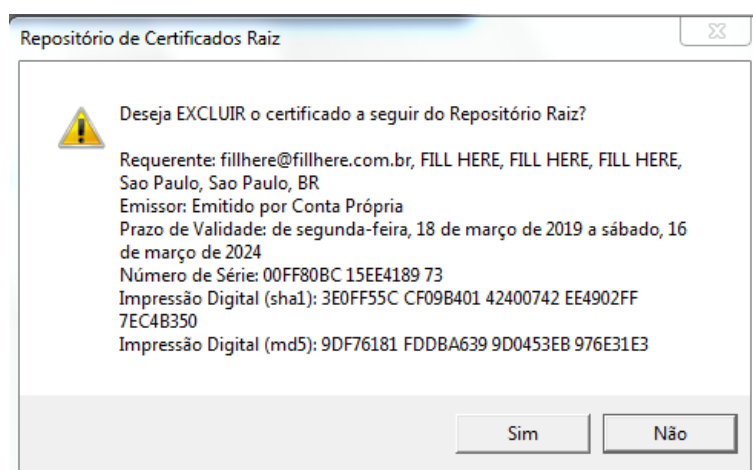 Repositório de Certificados Raiz
Deseja EXCLUIR o certificado a seguir do Repositório Raiz?
Requerente: fillhere@fillhere.com.br, FILL HERE, FILL HERE, FILL HERE,
Sao Paulo, Sao Paulo, BR
Emissor: Emitido por Conta Própria
Prazo de Validade: de segunda-feira, 18 de março de 2019 a sábado, 16
de março de 2024
Número de Série: 00FF80BC 15EE4189 73
Impressão Digital (sha1): 3E0FF55C CF09B401 42400742 EE4902FF
7EC4B350
Impressão Digital (md5): 9DF76181 FDDBA639 9D0453EB 976E31E3
Sim
Não